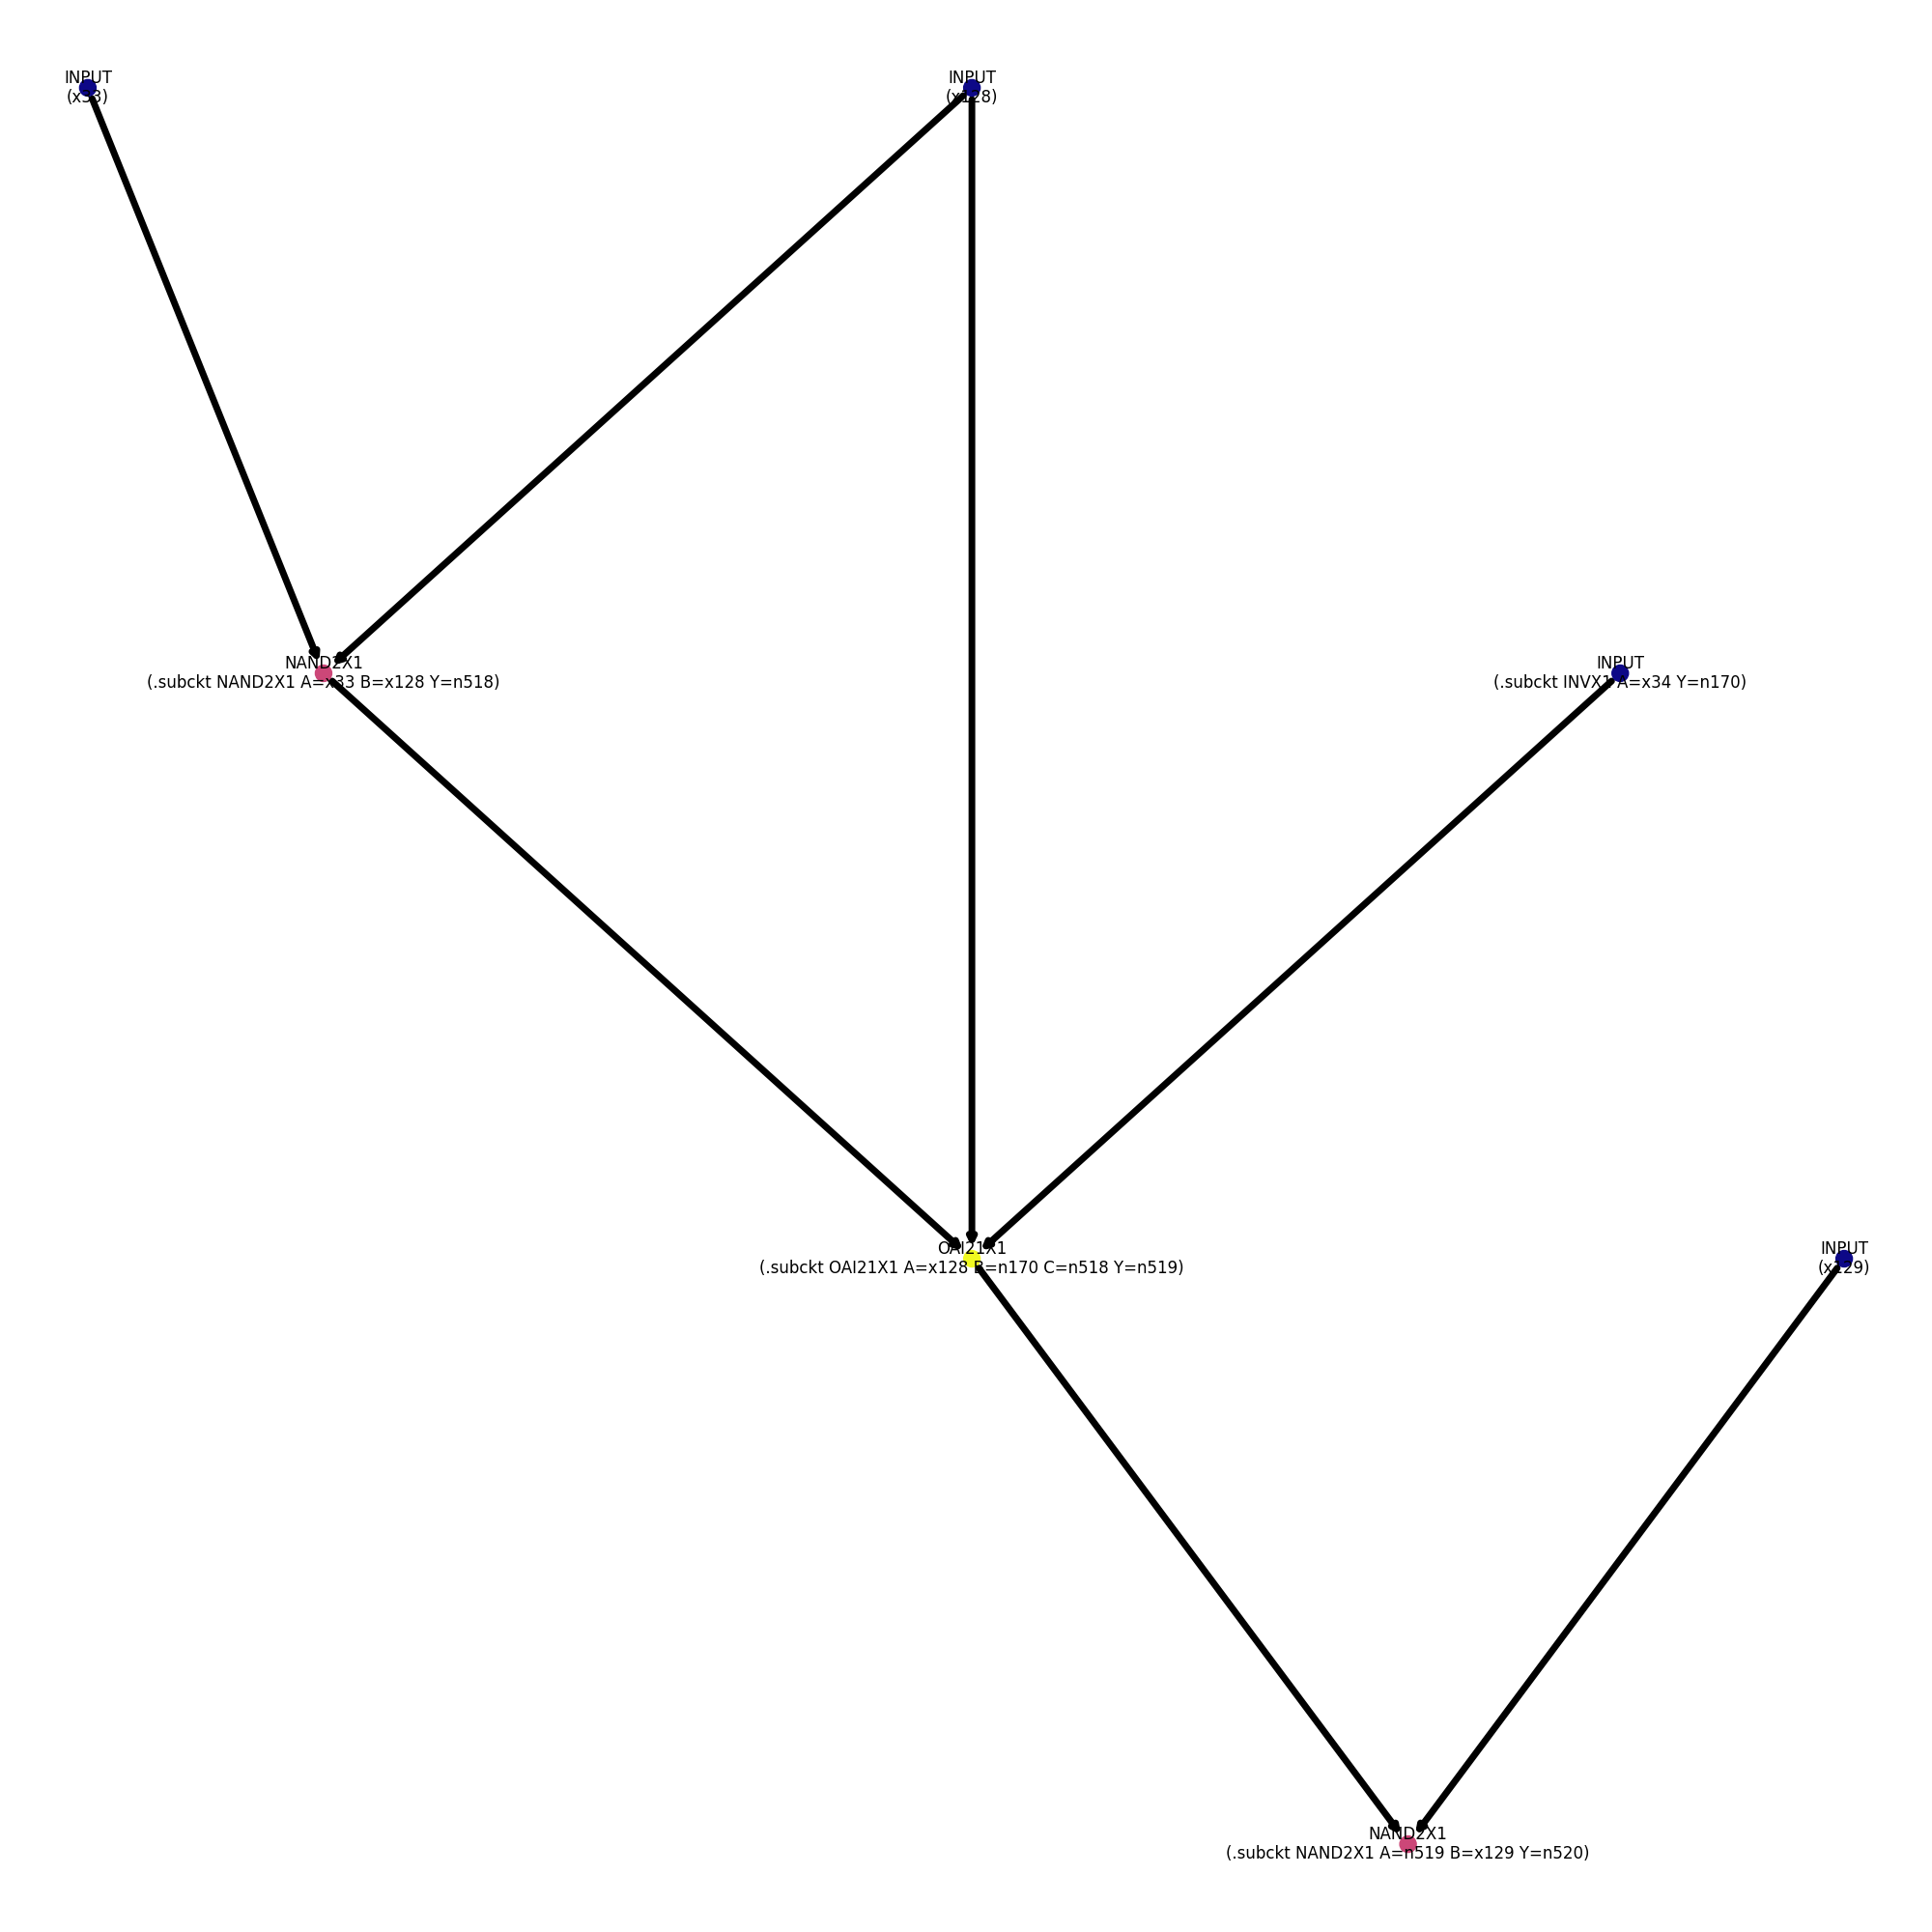 INPUT
(x33)
INPUT
(x128)
NAND2X1
(.subckt NAND2X1 A=x33 B=x128 Y=n518)
INPUT
(.subckt INVX1 A=x34 Y=n170)
OAI21X1
(.subckt OAI21X1 A=x128 B=n170 C=n518 Y=n519)
INPUT
(x129)
NAND2X1
(.subckt NAND2X1 A=n519 B=x129 Y=n520)